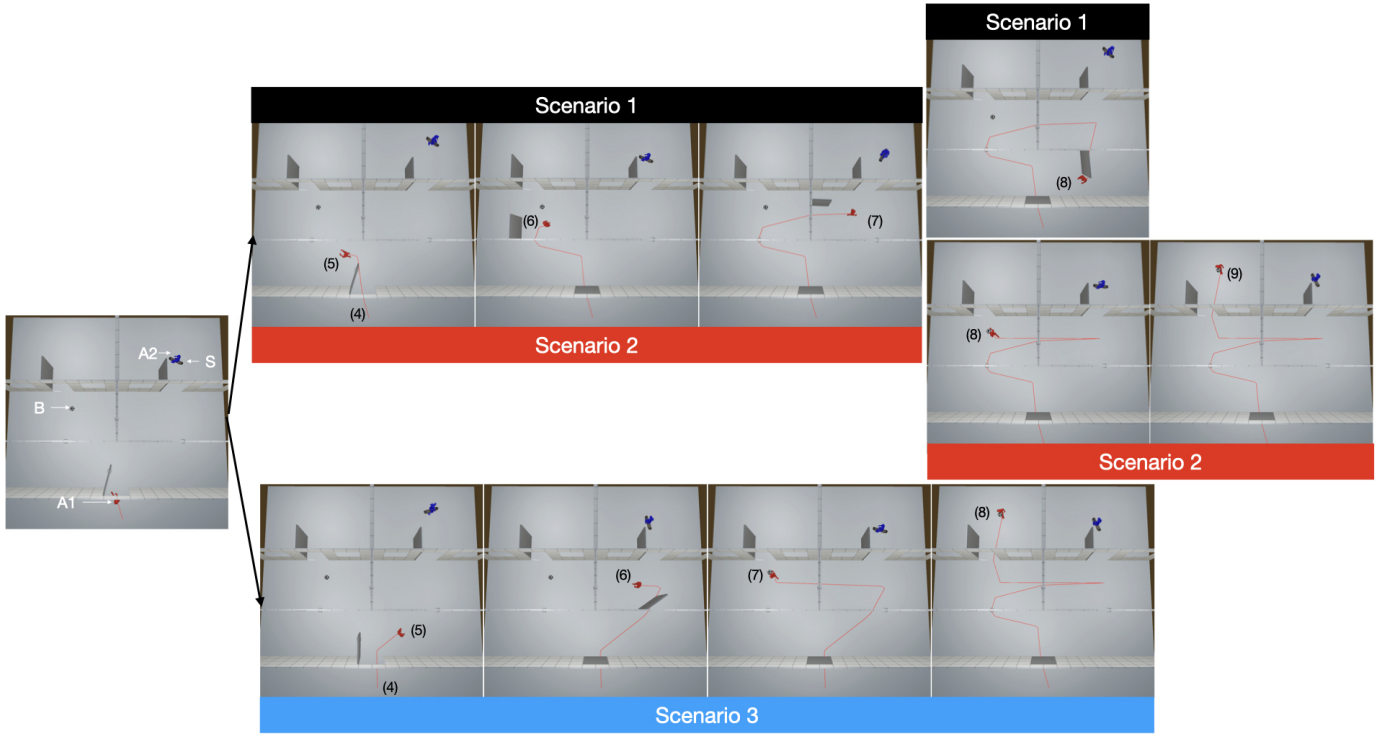 Scenario 1
Scenario 1
(8)
(6)
(7)
(5)
(4)
Scenario 2
A2
S
B
A1
(8)
(9)
Scenario 2
(5)
(4)
(6)
(7)
(8)
Scenario 3